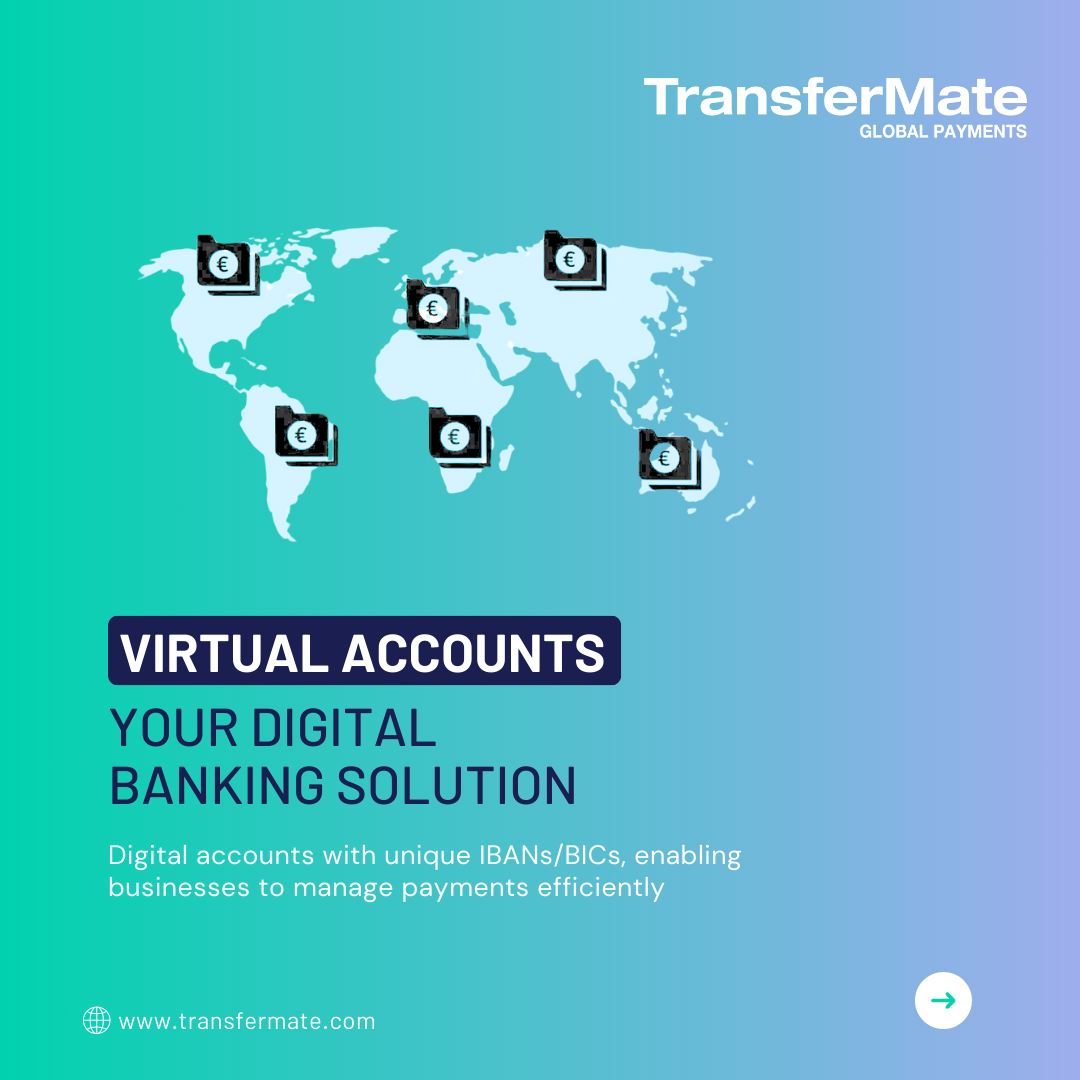 TransferMate
GLOBAL PAYMENTS
€
€
€
€
€
€
VIRTUAL ACCOUNTS
YOUR DIGITAL
BANKING SOLUTION
Digital accounts with unique IBANs/BICs, enabling
businesses to manage payments efficiently
www.transfermate.com